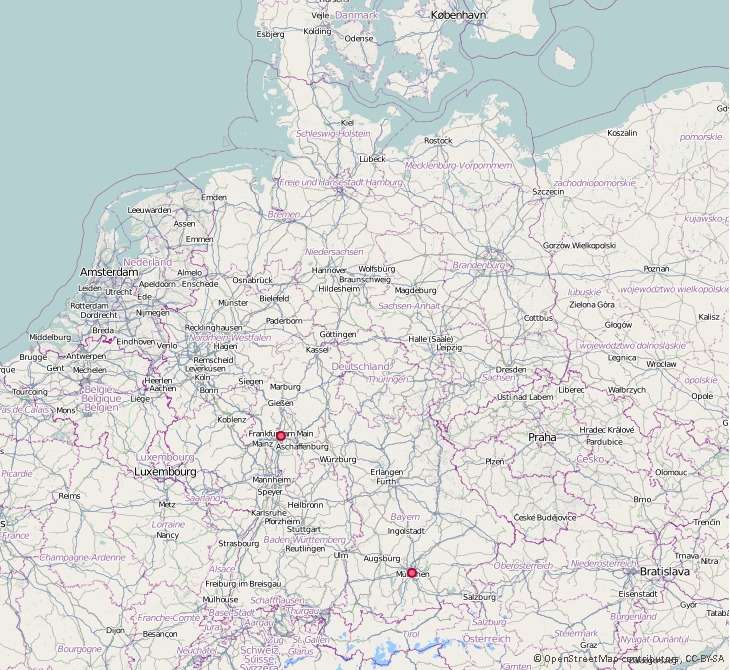 Danmark
Vejle
København
Esbjerg
Kolding
Odense
Kiel
Schleswig-Holstein
Lübeck
Rostock
Mecklenburg-Vorpommern
Koszalin
pomorskie
Freie und Hansestadt Hamburg
Szczecin
zachodniopomorskie
Leeuwarden
Emden
Assen
Bremen
Emmen
Gorzów Wielkopolski
Niedersachsen
Nederland
Amsterdam
Almelo
Hannover
Wolfsburg
Brandenburg
Poznań
Leiden
Utrecht
Apeldoorn
Enschede
Osnabrück
Braunschweig
Hildesheim
Magdeburg
lubuskie
województwo wielkopolskie
Rotterdam
Ede
Münster
Bielefeld
Sachsen-Anhalt
Zielona Góra
Dordrecht
Nijmegen
Paderborn
Cottbus
Kalisz
Middelburg
Breda
Recklinghausen
Göttingen
Głogów
Eindhoven
Venlo
Nordrhein-Westfalen
Hagen
Halle (Saale)
Leipzig
województwo dolnośląskie
Brugge
Antwerpen
Remscheid
Kassel
Legnica
Wrocław
Gent
Mechelen
Leverkusen
Deutschland
Dresden
Tourcoing
België
Belgique
Belgien
Heerlen
Aachen
Köln
Bonn
Siegen
Marburg
Thüringen
Sachsen
Liberec
Wałbrzych
opolskie
Mons
Liège
Gießen
Ústí nad Labem
Opole
Koblenz
Frankfurt am Main
Mainz
Aschaffenburg
Praha
Hradec Králové
Pardubice
Luxembourg
Luxembourg
Würzburg
Plzeň
Česko
Picardie
Erlangen
Fürth
Olomouc
Reims
Saarland
Mannheim
Speyer
Brno
Metz
Heilbronn
Karlsruhe
Pforzheim
Bayern
České Budějovice
Trenčín
France
Lorraine
Nancy
Stuttgart
Ingolstadt
Strasbourg
Baden-Württemberg
Reutlingen
Champagne-Ardenne
Ulm
Augsburg
Oberösterreich
Niederösterreich
Trnava
Nitra
Alsace
München
Bratislava
Freiburg im Breisgau
Mulhouse
Salzburg
Eisenstadt
Schaffhausen
Győr
Franche-Comté
Basel-Stadt
Thurgau
Aargau
Salzburg
Burgenland
Dijon
Besançon
St. Gallen
Tirol
Österreich
Steiermark
Nyugat-Dunántúl
Bourgogne
Neuchâtel
Schweiz
Suisse
Kärnten
© OpenStreetMap contributors, CC-BY-SA